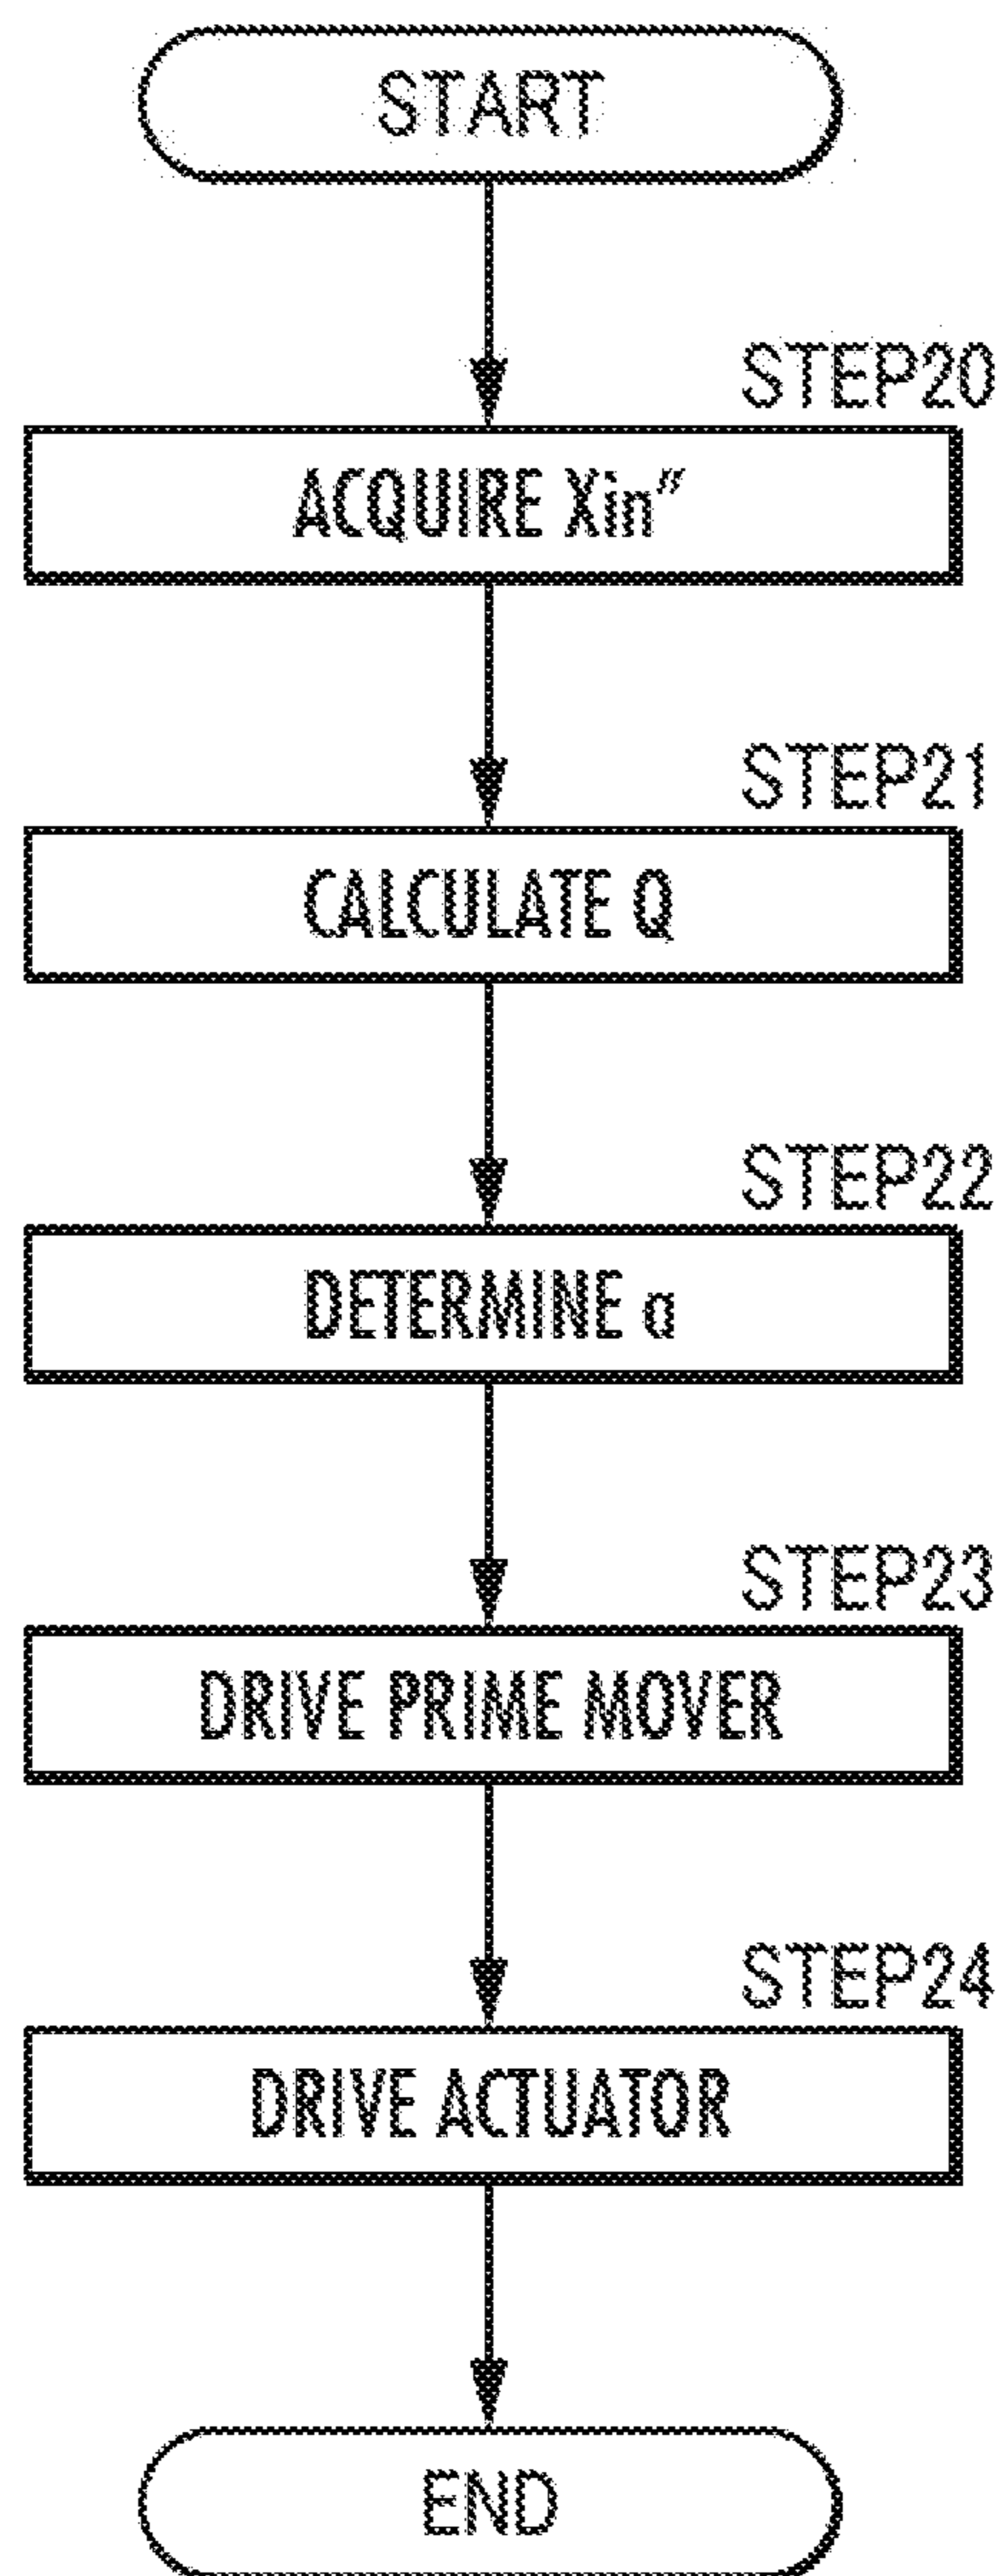 START
STEP20
ACQUIRE Xin″
STEP21
CALCULATE Q
STEP22
DETERMINE α
STEP23
DRIVE PRIME MOVER
STEP24
DRIVE ACTUATOR
END